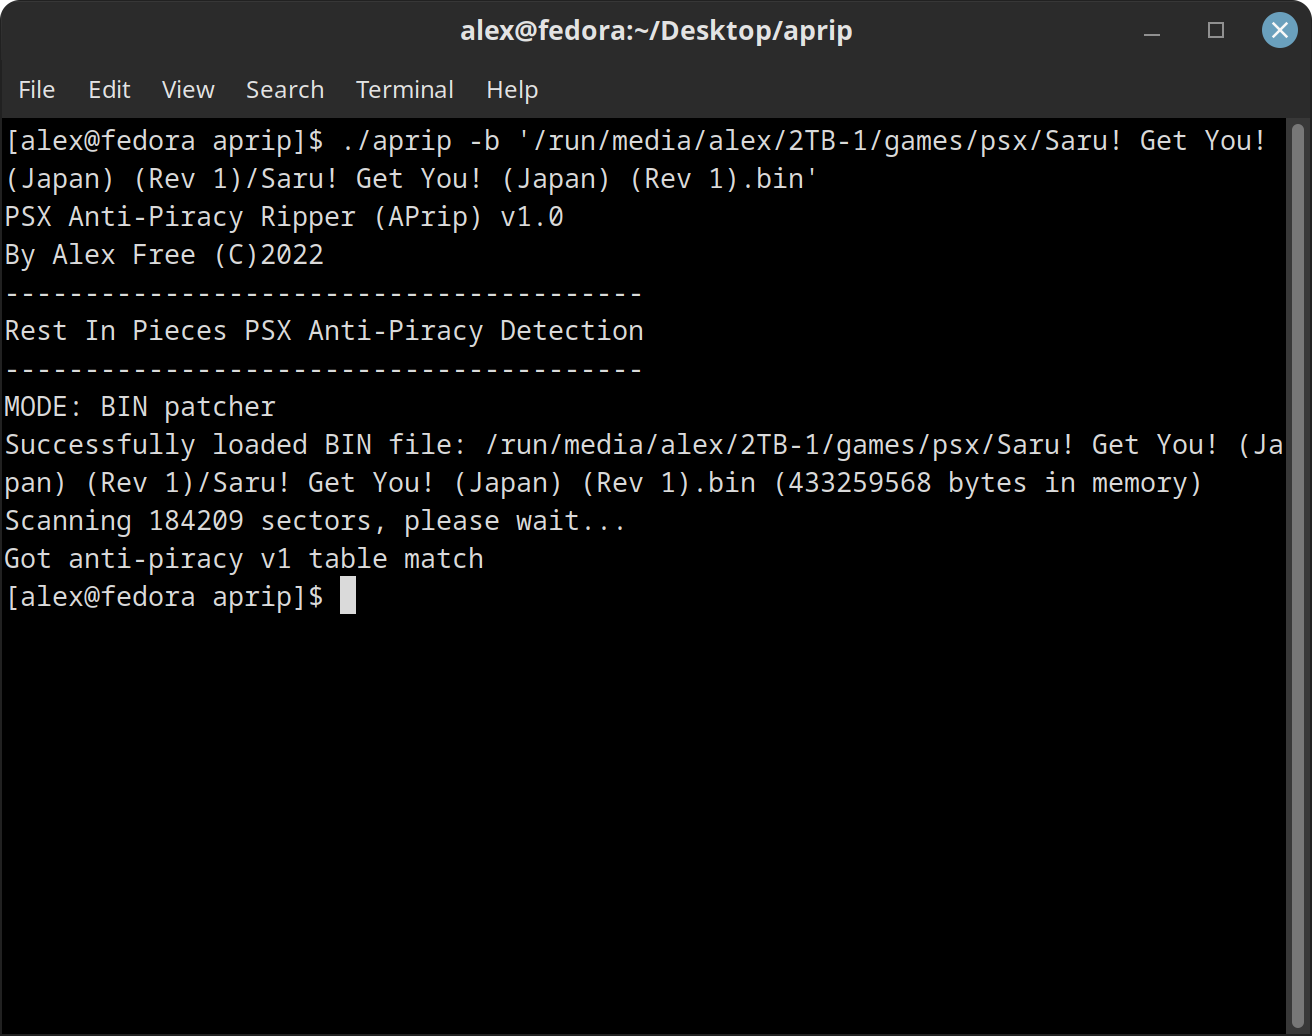 alex@fedora:~/Desktop/aprip
File Edit View Search Terminal Help
[alex@fedora aprip]$ ./aprip -b '/run/media/alex/2TB-1/games/psx/Saru! Get You!
(Japan) (Rev 1)/Saru! Get You! (Japan) (Rev 1).bin'
PSX Anti-Piracy Ripper (APrip) v1.0
By Alex Free (C)2022
----------------------------------------
Rest In Pieces PSX Anti-Piracy Detection
----------------------------------------
MODE: BIN patcher
Successfully loaded BIN file: /run/media/alex/2TB-1/games/psx/Saru! Get You! (Ja
pan) (Rev 1)/Saru! Get You! (Japan) (Rev 1).bin (433259568 bytes in memory)
Scanning 184209 sectors, please wait...
Got anti-piracy v1 table match
[alex@fedora aprip]$